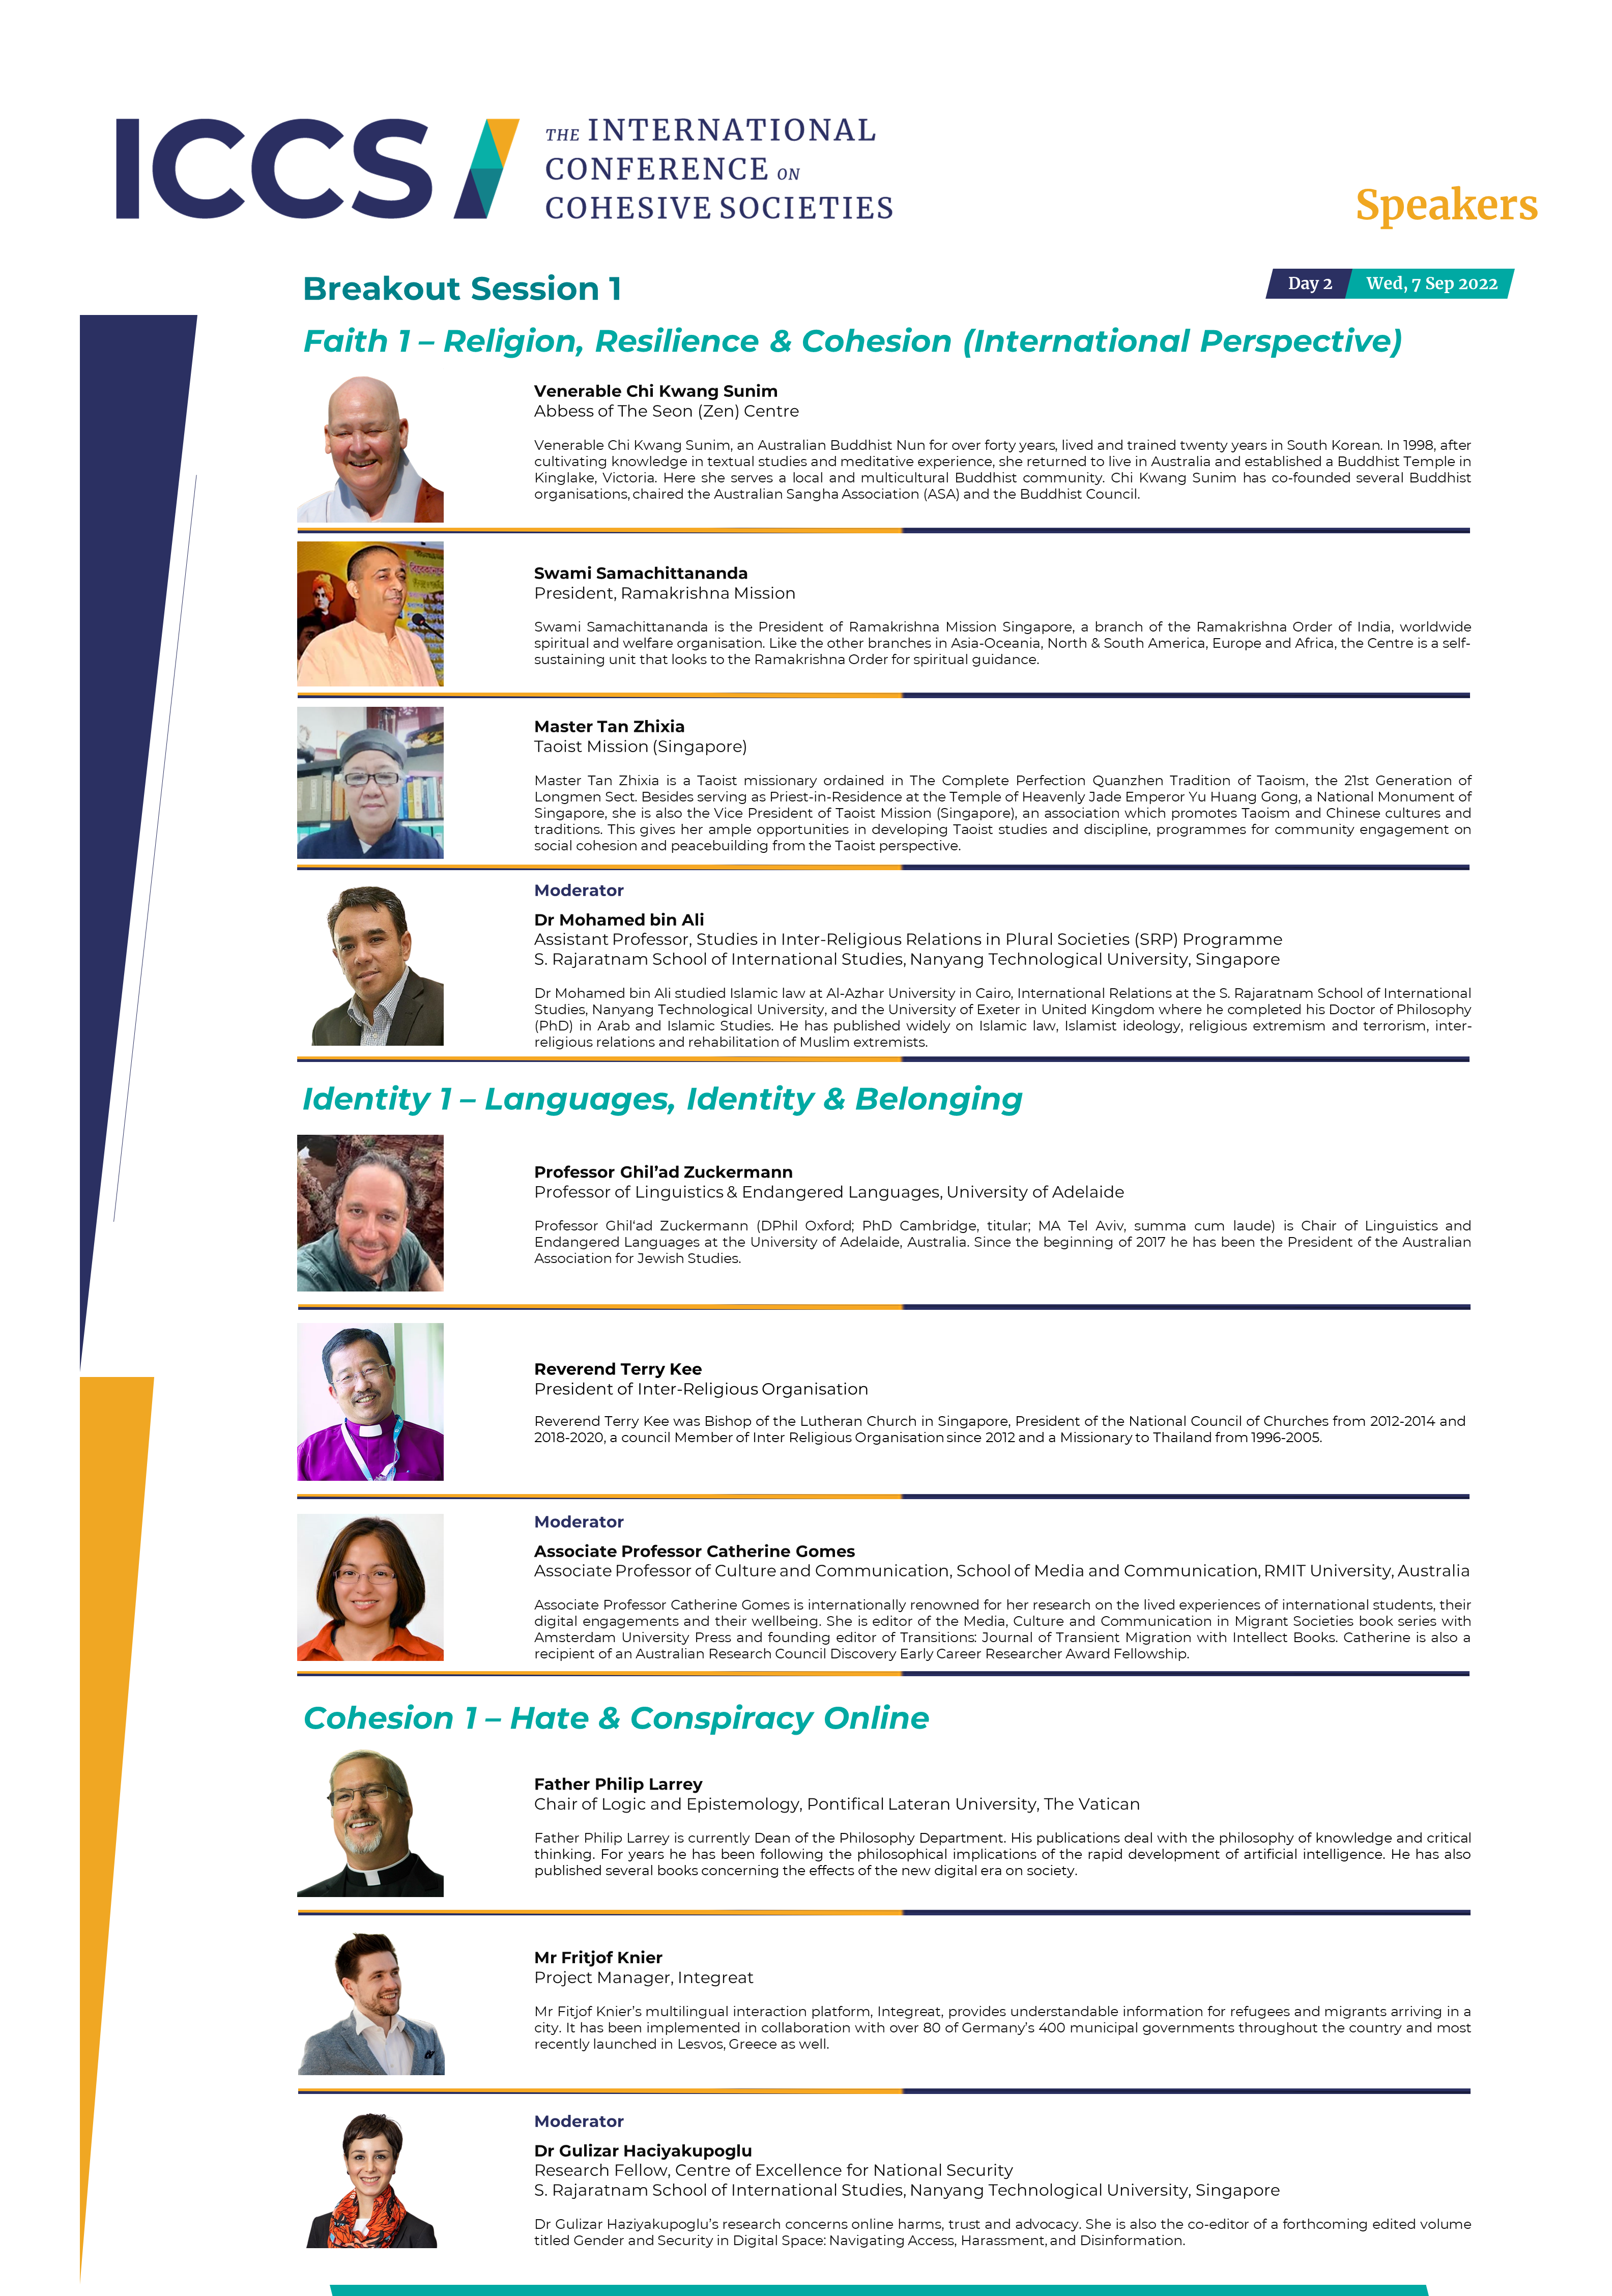 ICCS
THE INTERNATIONAL
CONFERENCE ON
COHESIVE SOCIETIES
Speakers
Breakout Session 1
Day 2 Wed, 7 Sep 2022
Faith 1 – Religion, Resilience & Cohesion (International Perspective)
Venerable Chi Kwang Sunim
Abbess of The Seon (Zen) Centre
Venerable Chi Kwang Sunim, an Australian Buddhist Nun for over forty years, lived and trained twenty years in South Korean. In 1998, after
cultivating knowledge in textual studies and meditative experience, she returned to live in Australia and established a Buddhist Temple in
Kinglake, Victoria. Here she serves a local and multicultural Buddhist community. Chi Kwang Sunim has co-founded several Buddhist
organisations, chaired the Australian Sangha Association (ASA) and the Buddhist Council.
Swami Samachittananda
President, Ramakrishna Mission
Swami Samachittananda is the President of Ramakrishna Mission Singapore, a branch of the Ramakrishna Order of India, worldwide
spiritual and welfare organisation. Like the other branches in Asia-Oceania, North & South America, Europe and Africa, the Centre is a self-
sustaining unit that looks to the Ramakrishna Order for spiritual guidance.
Master Tan Zhixia
Taoist Mission (Singapore)
Master Tan Zhixia is a Taoist missionary ordained in The Complete Perfection Quanzhen Tradition of Taoism, the 21st Generation of
Longmen Sect. Besides serving as Priest-in-Residence at the Temple of Heavenly Jade Emperor Yu Huang Gong, a National Monument of
Singapore, she is also the Vice President of Taoist Mission (Singapore), an association which promotes Taoism and Chinese cultures and
traditions. This gives her ample opportunities in developing Taoist studies and discipline, programmes for community engagement on
social cohesion and peacebuilding from the Taoist perspective.
Moderator
Dr Mohamed bin Ali
Assistant Professor, Studies in Inter-Religious Relations in Plural Societies (SRP) Programme
S. Rajaratnam School of International Studies, Nanyang Technological University, Singapore
Dr Mohamed bin Ali studied Islamic law at Al-Azhar University in Cairo, International Relations at the S. Rajaratnam School of International
Studies, Nanyang Technological University, and the University of Exeter in United Kingdom where he completed his Doctor of Philosophy
(PhD) in Arab and Islamic Studies. He has published widely on Islamic law, Islamist ideology, religious extremism and terrorism, inter-
religious relations and rehabilitation of Muslim extremists.
Identity 1 – Languages, Identity & Belonging
Professor Ghil’ad Zuckermann
Professor of Linguistics & Endangered Languages, University of Adelaide
Professor Ghil‘ad Zuckermann (DPhil Oxford; PhD Cambridge, titular; MA Tel Aviv, summa cum laude) is Chair of Linguistics and
Endangered Languages at the University of Adelaide, Australia. Since the beginning of 2017 he has been the President of the Australian
Association for Jewish Studies.
Reverend Terry Kee
President of Inter-Religious Organisation
Reverend Terry Kee was Bishop of the Lutheran Church in Singapore, President of the National Council of Churches from 2012-2014 and
2018-2020, a council Member of Inter Religious Organisation since 2012 and a Missionary to Thailand from 1996-2005.
Moderator
Associate Professor Catherine Gomes
Associate Professor of Culture and Communication, School of Media and Communication, RMIT University, Australia
Associate Professor Catherine Gomes is internationally renowned for her research on the lived experiences of international students, their
digital engagements and their wellbeing. She is editor of the Media, Culture and Communication in Migrant Societies book series with
Amsterdam University Press and founding editor of Transitions: Journal of Transient Migration with Intellect Books. Catherine is also a
recipient of an Australian Research Council Discovery Early Career Researcher Award Fellowship.
Cohesion 1 – Hate & Conspiracy Online
Father Philip Larrey
Chair of Logic and Epistemology, Pontifical Lateran University, The Vatican
Father Philip Larrey is currently Dean of the Philosophy Department. His publications deal with the philosophy of knowledge and critical
thinking. For years he has been following the philosophical implications of the rapid development of artificial intelligence. He has also
published several books concerning the effects of the new digital era on society.
Mr Fritjof Knier
Project Manager, Integreat
Mr Fitjof Knier’s multilingual interaction platform, Integreat, provides understandable information for refugees and migrants arriving in a
city. It has been implemented in collaboration with over 80 of Germany’s 400 municipal governments throughout the country and most
recently launched in Lesvos, Greece as well.
Moderator
Dr Gulizar Haciyakupoglu
Research Fellow, Centre of Excellence for National Security
S. Rajaratnam School of International Studies, Nanyang Technological University, Singapore
Dr Gulizar Haziyakupoglu’s research concerns online harms, trust and advocacy. She is also the co-editor of a forthcoming edited volume
titled Gender and Security in Digital Space: Navigating Access, Harassment, and Disinformation.